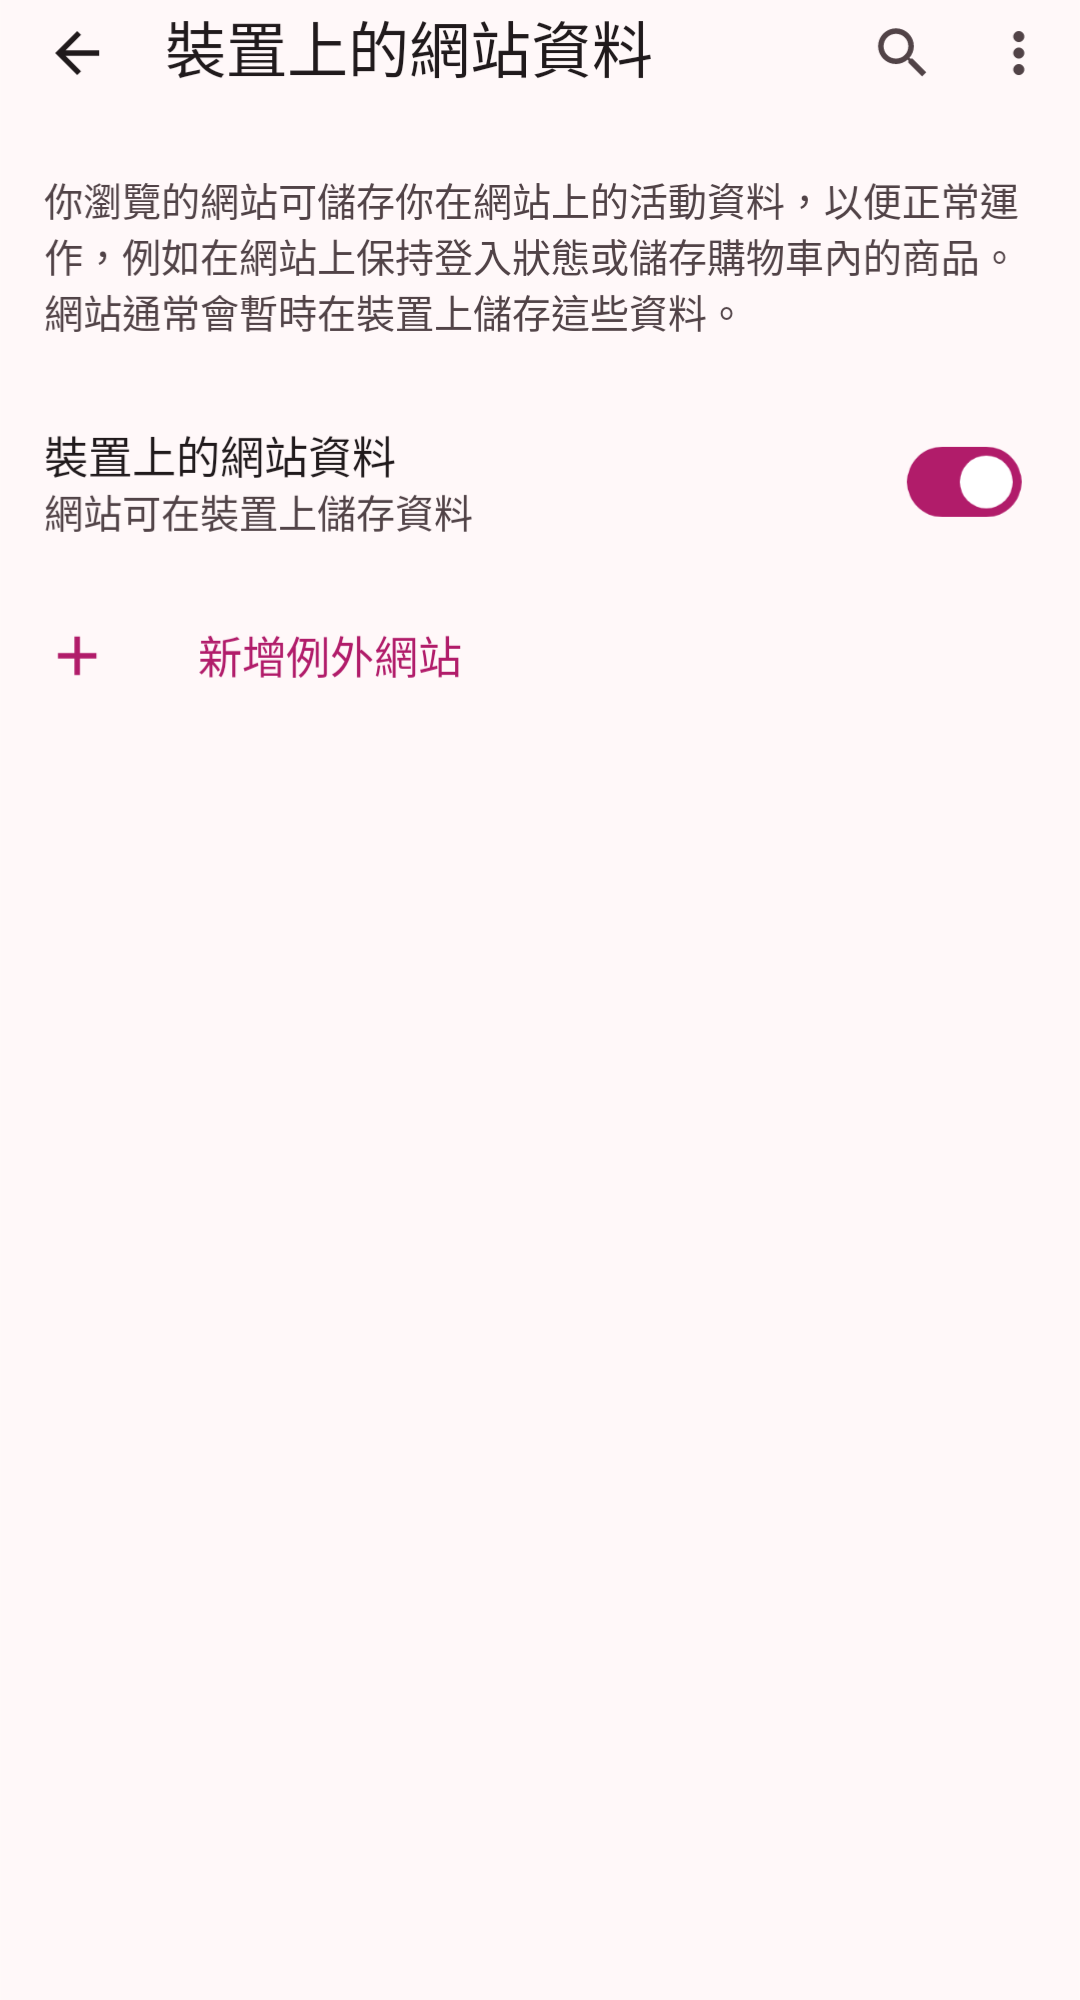 裝置上的網站資料
你瀏覽的網站可儲存你在網站上的活動資料，以便正常運
作，例如在網站上保持登入狀態或儲存購物車內的商品。
網站通常會暫時在裝置上儲存這些資料。
裝置上的網站資料
網站可在裝置上儲存資料
新增例外網站